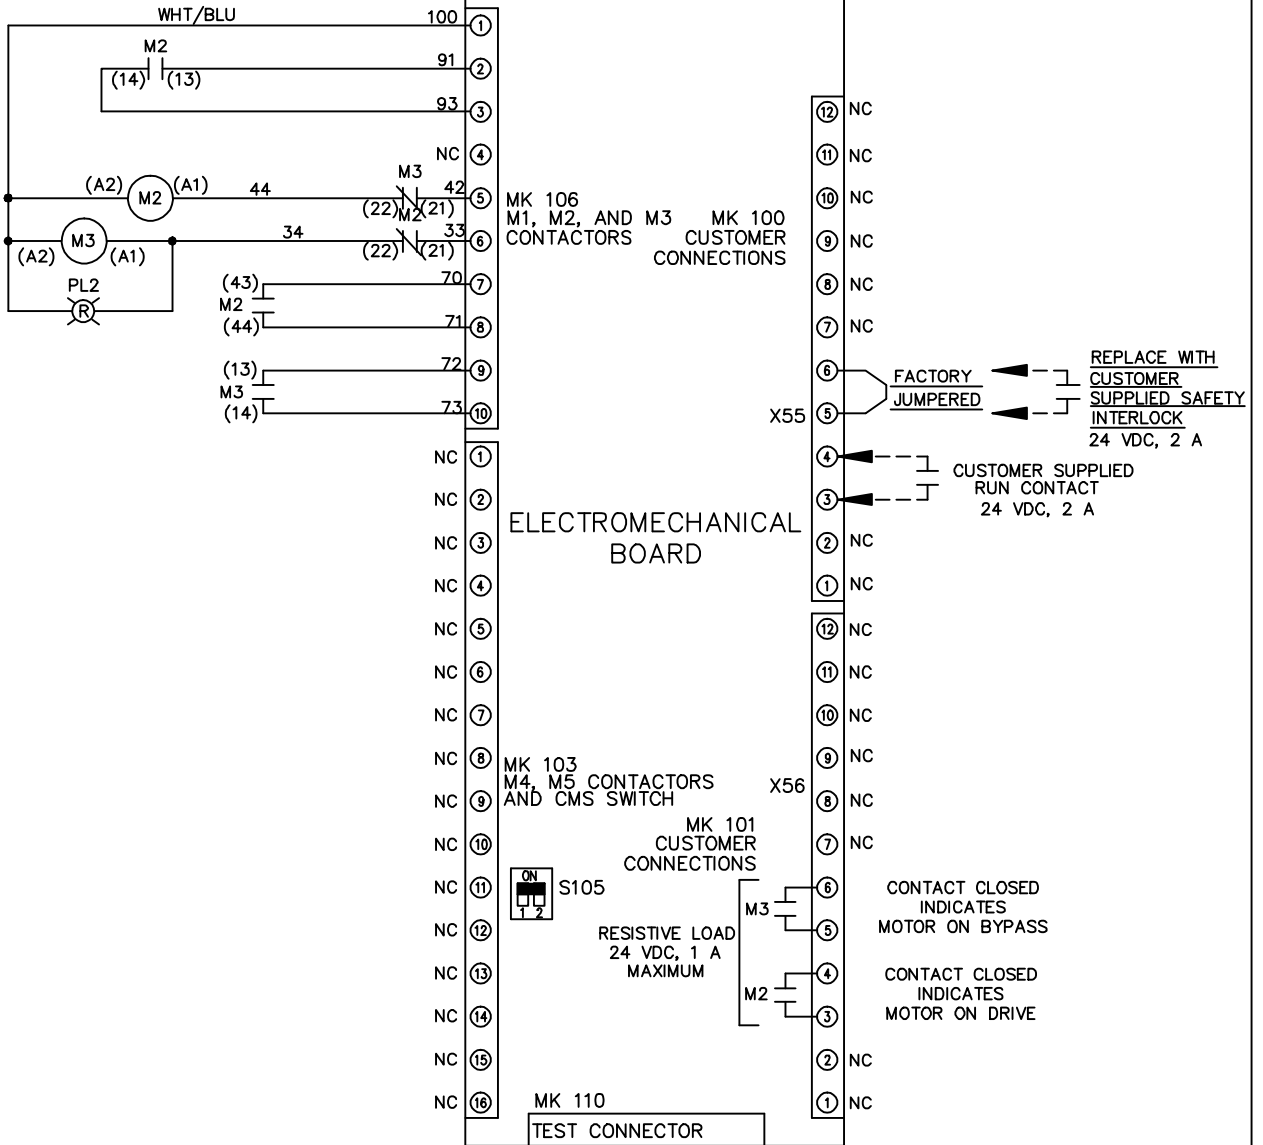 WHT/BLU 100 1
M2
(14) (13) 91 2
93 3
NC 4
M3
(A2) M2 (A1) 44 (22) (21) 42 5
M2
(A2) M3 (A1) 34 (22) (21) 33 6
PL2
R
(43) 70 7
M2
(44) 71 8
(13) 72 9
M3
(14) 73 10
MK 106
M1, M2, AND M3
CONTACTORS
MK 100
CUSTOMER
CONNECTIONS
12 NC
11 NC
10 NC
9 NC
8 NC
7 NC
6
X55 5
4
3
2 NC
1 NC
FACTORY
JUMPERED
REPLACE WITH
CUSTOMER
SUPPLIED SAFETY
INTERLOCK
24 VDC, 2 A
CUSTOMER SUPPLIED
RUN CONTACT
24 VDC, 2 A
ELECTROMECHANICAL
BOARD
NC 1
NC 2
NC 3
NC 4
NC 5
NC 6
NC 7
NC 8
NC 9
NC 10
NC 11
NC 12
NC 13
NC 14
NC 15
NC 16
MK 103
M4, M5 CONTACTORS
AND CMS SWITCH
ON
1 2
S105
MK 101
CUSTOMER
CONNECTIONS
X56
12 NC
11 NC
10 NC
9 NC
8 NC
7 NC
6
M3
5
4
M2
3
2 NC
1 NC
RESISTIVE LOAD
24 VDC, 1 A
MAXIMUM
CONTACT CLOSED
INDICATES
MOTOR ON BYPASS
CONTACT CLOSED
INDICATES
MOTOR ON DRIVE
MK 110
TEST CONNECTOR